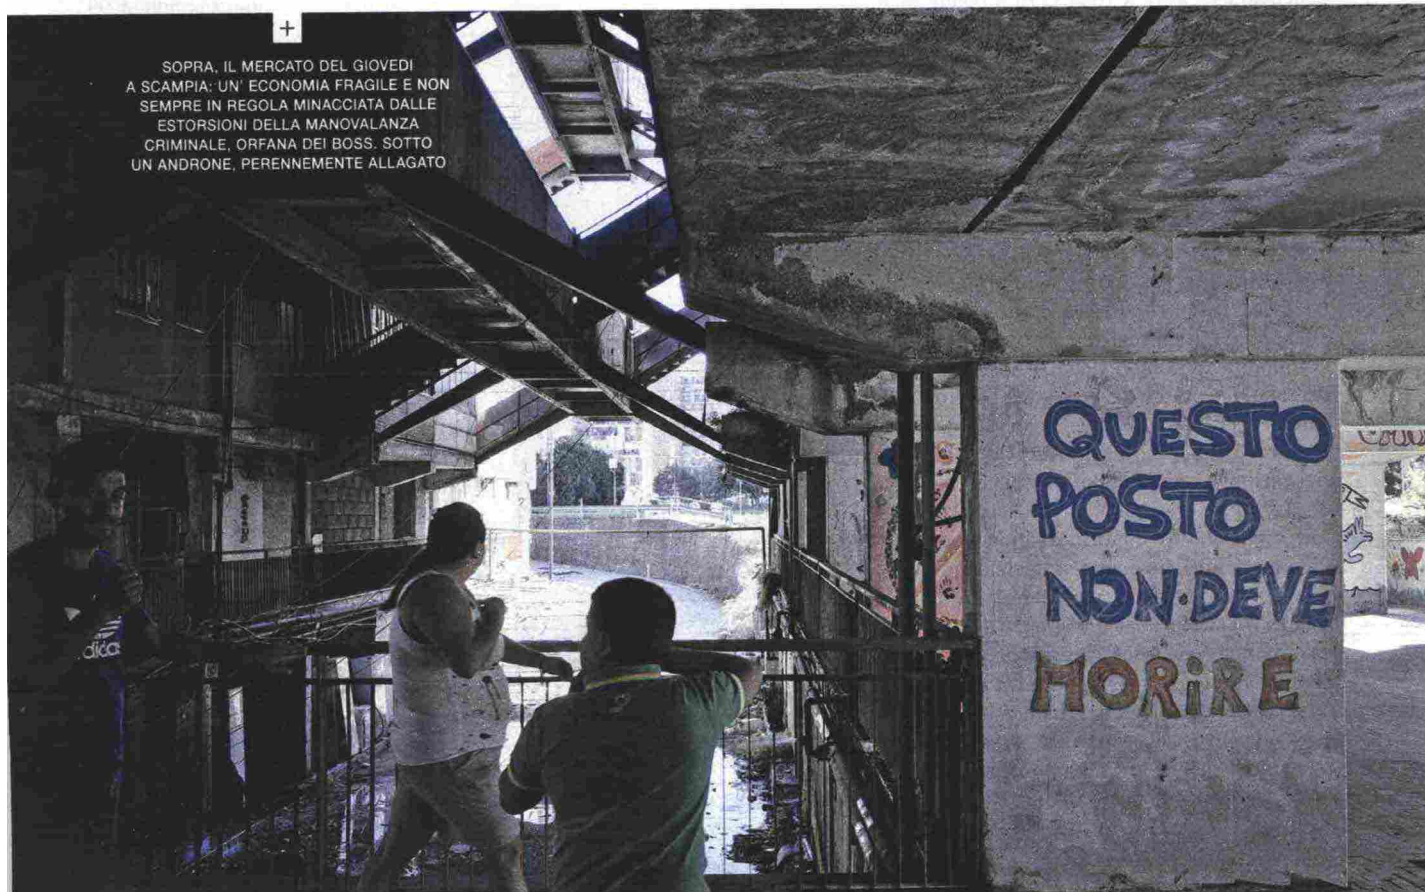 +
SOPRA, IL MERCATO DEL GIOVEDI
A SCAMPIA: UN' ECONOMIA FRAGILE E NON
SEMPRE IN REGOLA MINACCIATA DALLE
ESTORSIONI DELLA MANOVALANZA
CRIMINALE, ORFANA DEI BOSS. SOTTO
UN ANDRONE, PERENNEMENTE ALLAGATO
QUESTO
POSTO
NON·DEVE
MORiRE